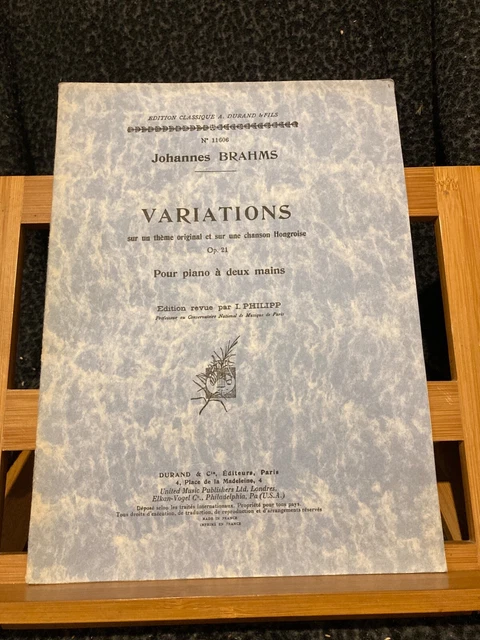 EDITION CLASSIQUE A. DURAND & FILS
N° 11606
Johannes BRAHMS
VARIATIONS
sur un thème original et sur une chanson Hongroise
Op. 21
Pour piano à deux mains
Edition revue par I. PHILIPP
Professeur au Conservatoire National de Musique de Paris
DURAND & Cie, Éditeurs, Paris
4, Place de la Madeleine, 4
United Music Publishers Ltd, Londres.
Elkan-Vogel Co., Philadelphia, Pa (U.S.A.)
Déposé selon les traités internationaux. Propriété pour tous pays.
Tous droits d'exécution, de traduction, de reproduction et d'arrangements réservés
MADE IN FRANCE
IMPRIMÉ EN FRANCE